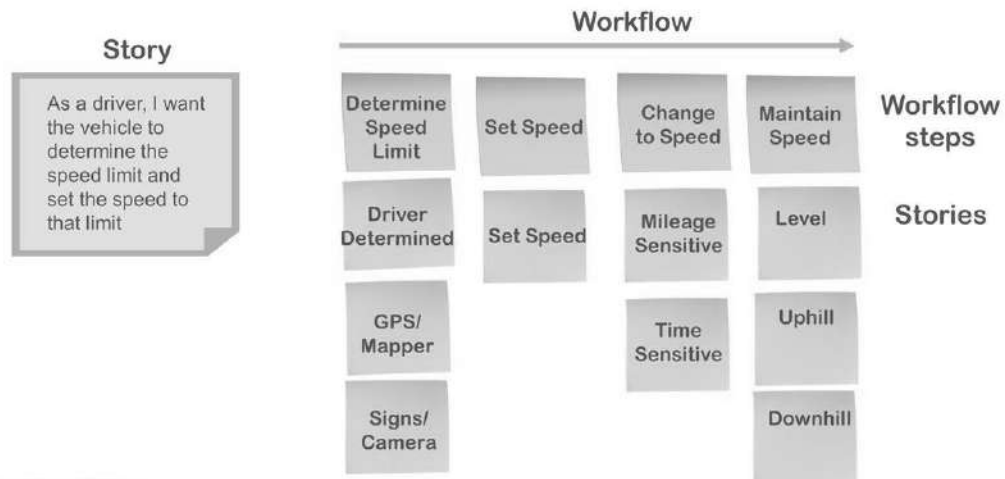 Workflow
Story
As a driver, I want
the vehicle to
determine the
speed limit and
set the speed to
that limit
Determine
Speed
Limit
Set Speed
Change
to Speed
Maintain
Speed
Workflow
steps
Driver
Determined
Set Speed
Mileage
Sensitive
Level
Stories
GPS/
Mapper
Time
Sensitive
Uphill
Signs/
Camera
Downhill